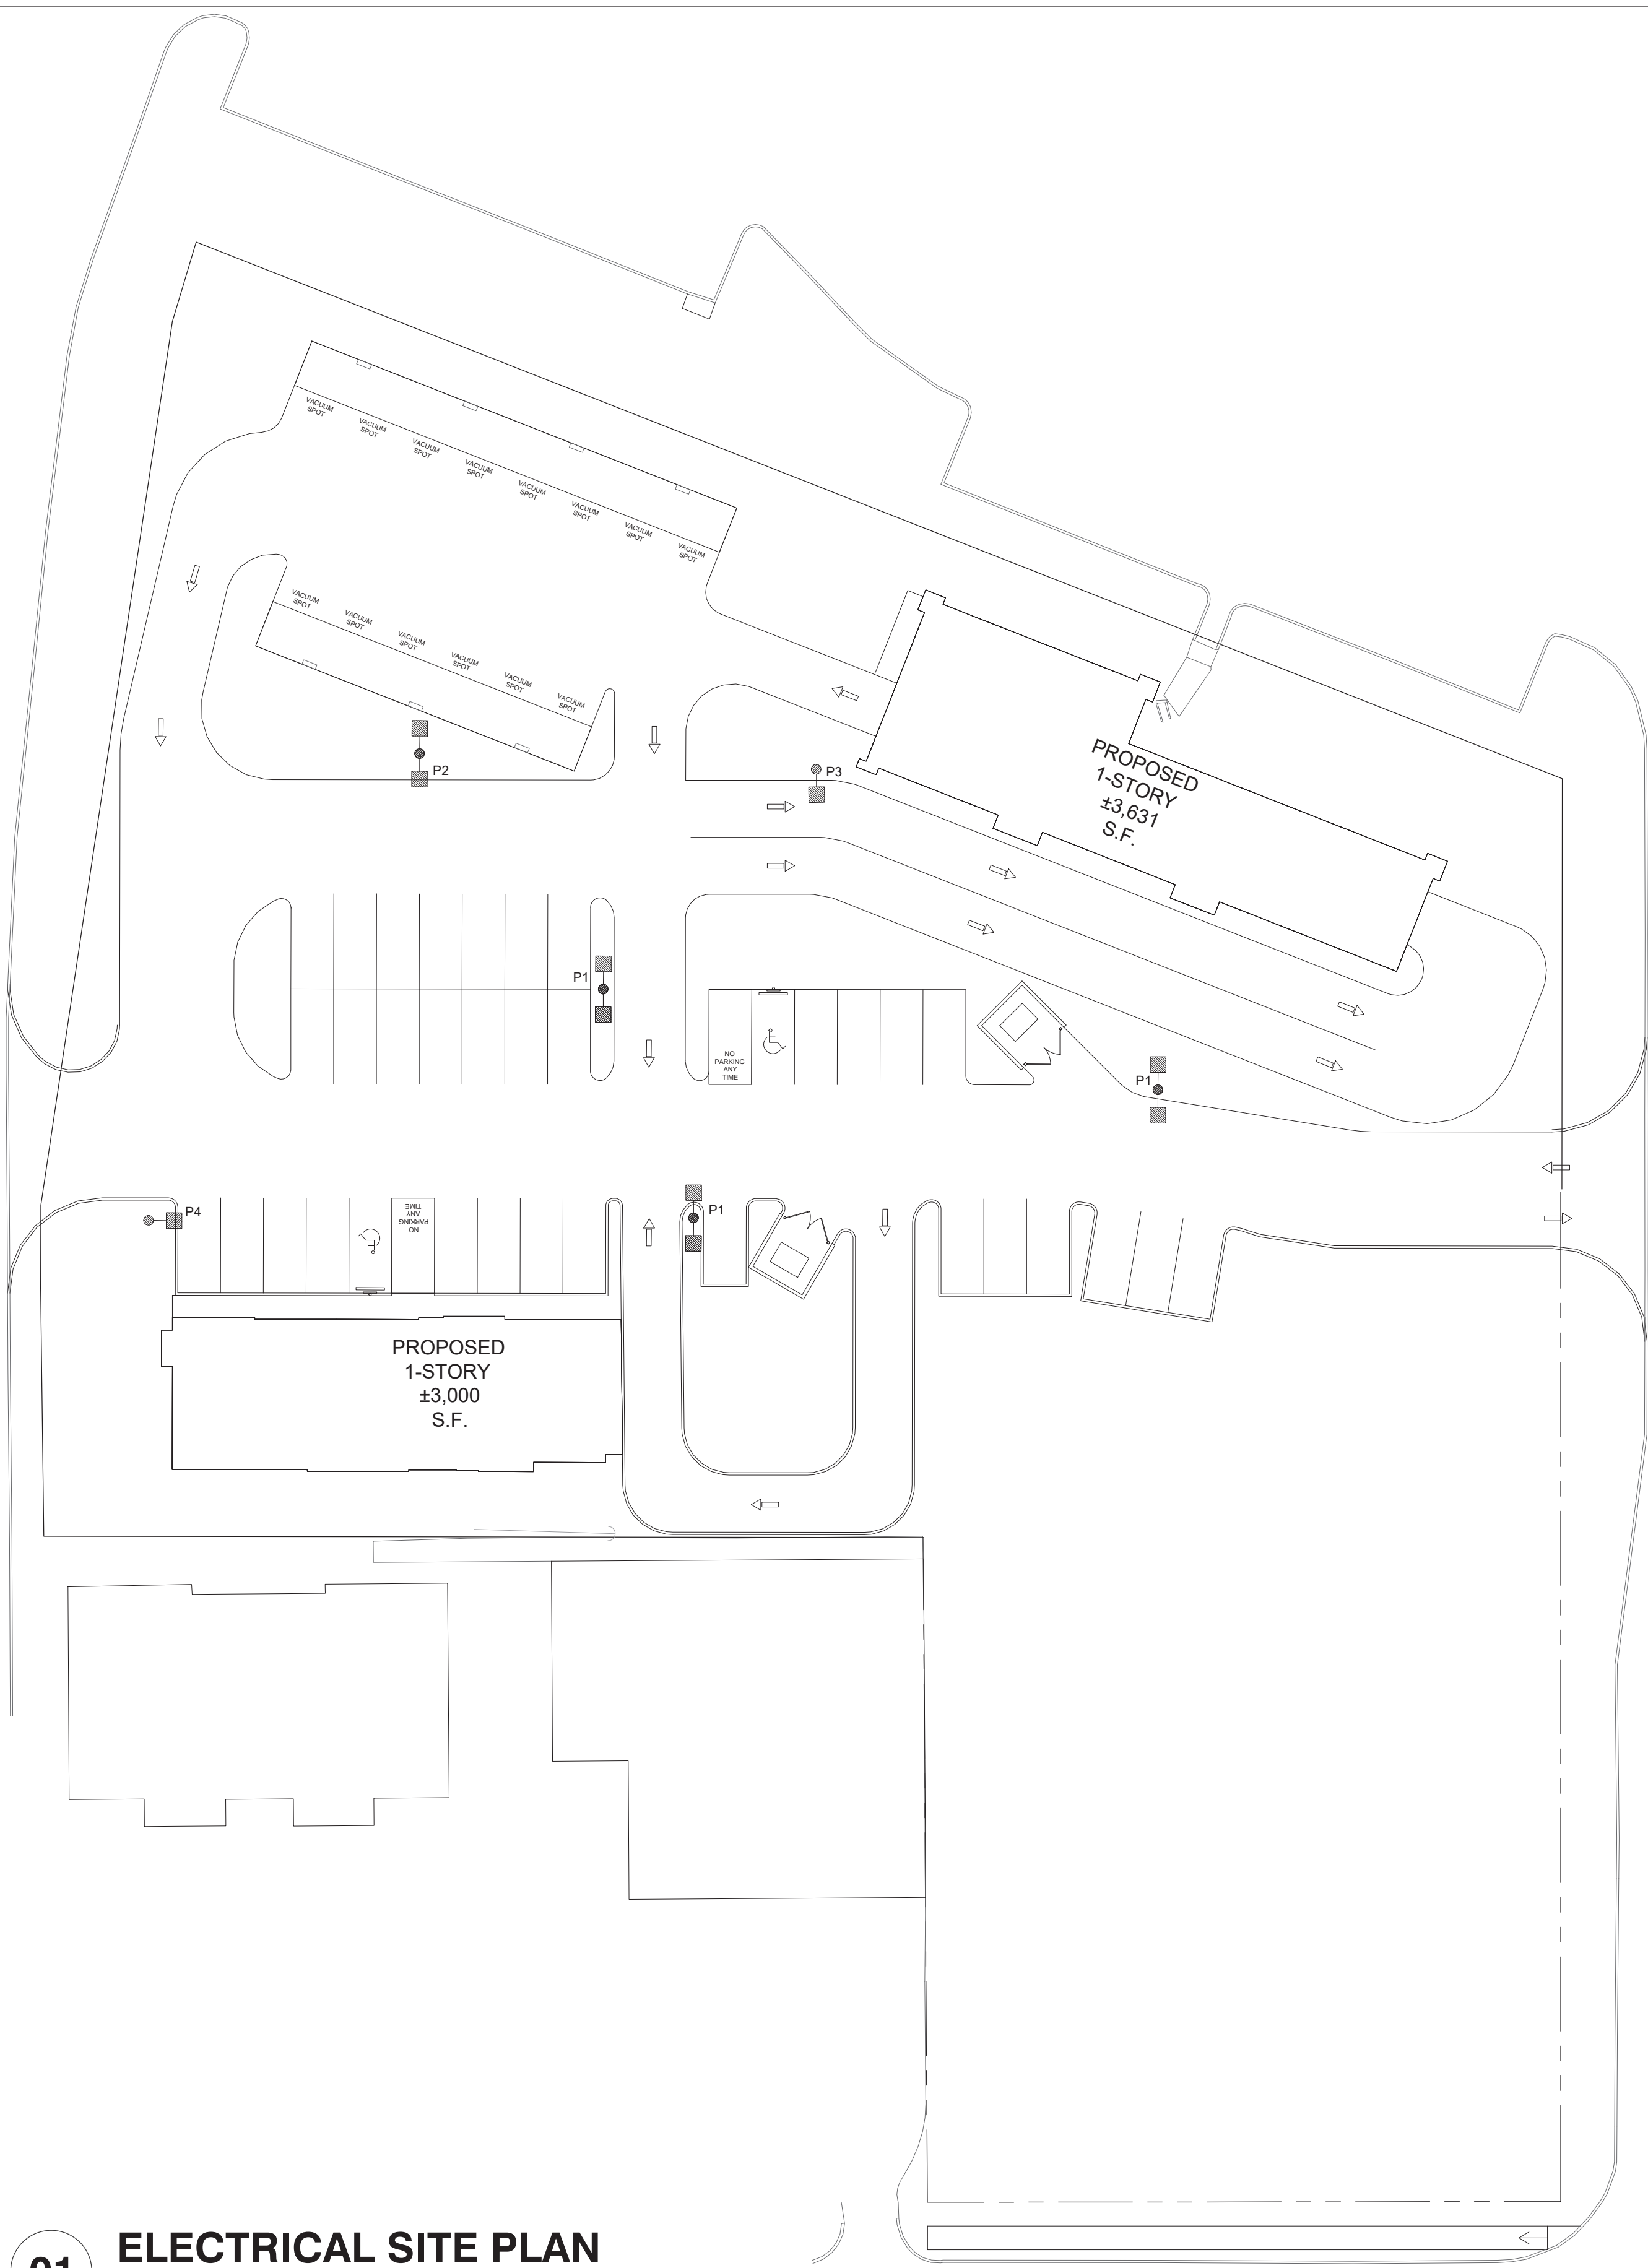 VACUUM
SPOT
VACUUM
SPOT
VACUUM
SPOT
VACUUM
SPOT
VACUUM
SPOT
VACUUM
SPOT
VACUUM
SPOT
VACUUM
SPOT
VACUUM
SPOT
VACUUM
SPOT
VACUUM
SPOT
VACUUM
SPOT
VACUUM
SPOT
VACUUM
SPOT
P2
P3
PROPOSED
1-STORY
±3,631
S.F.
P1
NO
PARKING
ANY
TIME
P1
P4
NO
PARKING
ANY
TIME
P1
PROPOSED
1-STORY
±3,000
S.F.
01
ELECTRICAL SITE PLAN